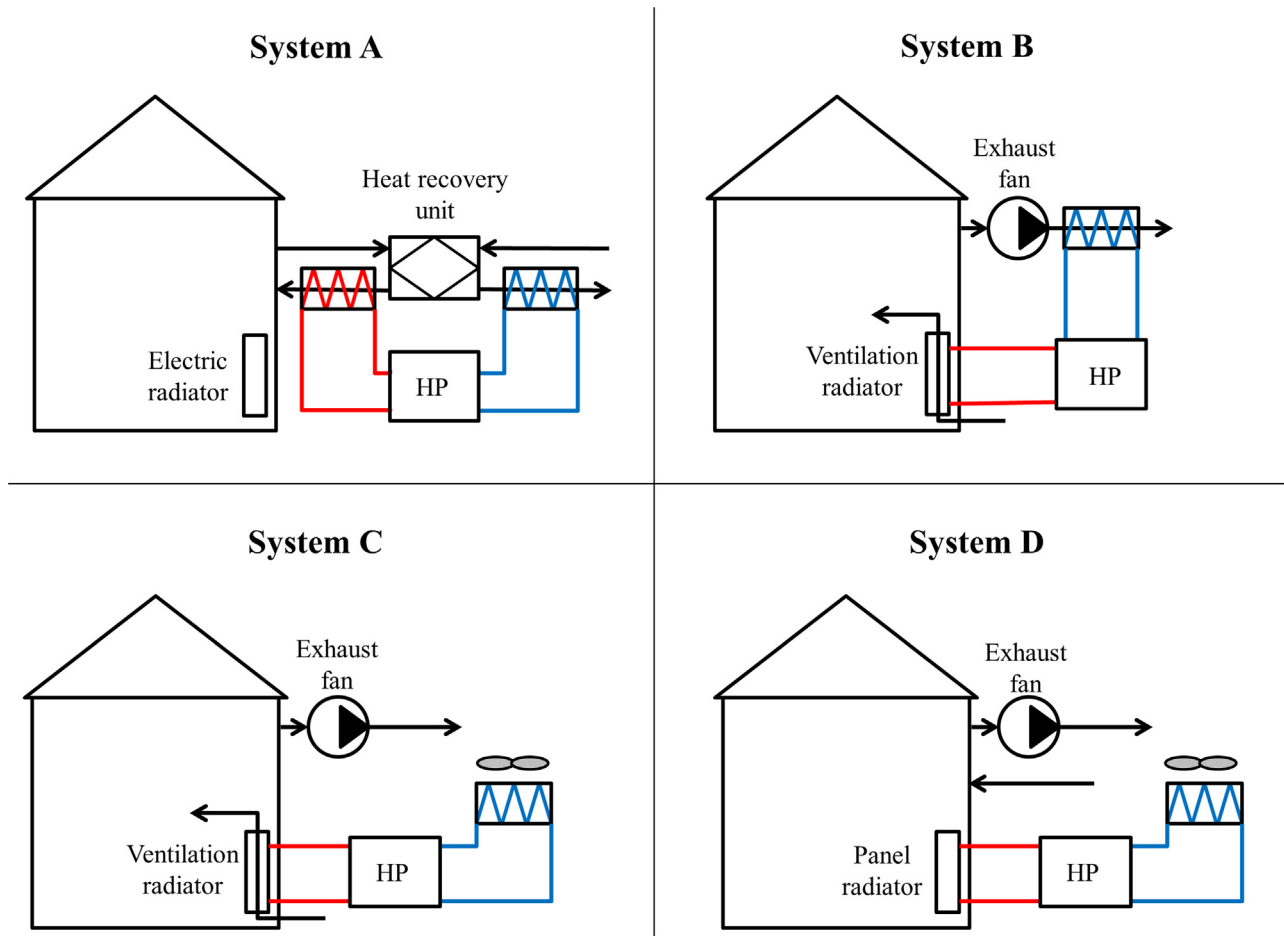 System A
Heat recovery
unit
Electric
radiator
HP
System B
Exhaust
fan
Ventilation
radiator
HP
System C
Exhaust
fan
Ventilation
radiator
HP
System D
Exhaust
fan
Panel
radiator
HP